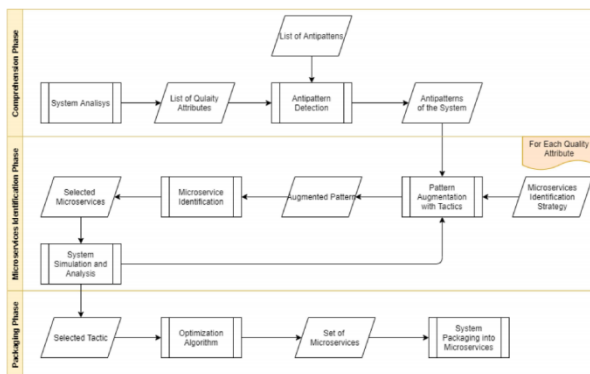 Comprehension Phase
List of Antipattens
System Analisys
List of Qulaity
Attributes
Antipattern
Detection
Antipatterns
of the System
Microservices Identification Phase
For Each Quality
Attribute
Selected
Microservices
Microservice
Identification
Augmented Pattern
Pattern
Augmentation
with Tactics
Microservices
Identification
Strategy
System
Simulation and
Analysis
Packaging Phase
Selected Tactic
Optimization
Algorithm
Set of
Microservices
System
Packaging into
Microservices